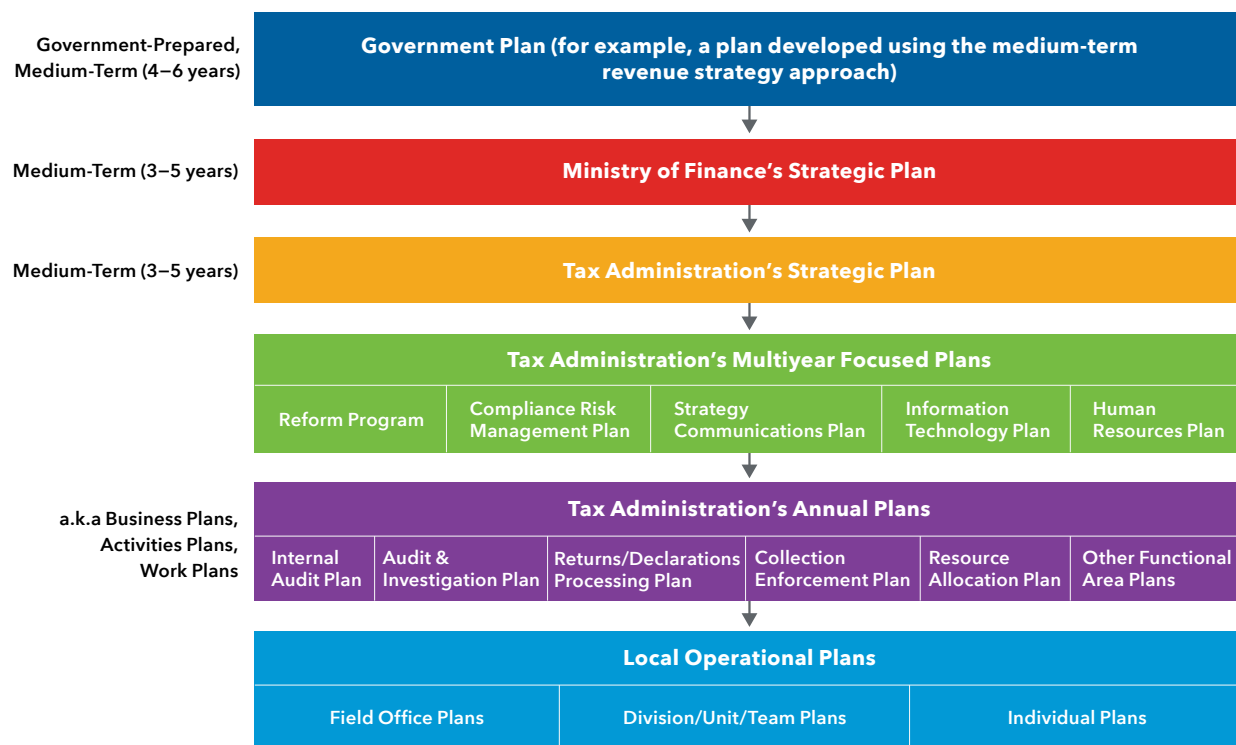 Government-Prepared,
Medium-Term (4–6 years)
Government Plan (for example, a plan developed using the medium-term
revenue strategy approach)
Medium-Term (3–5 years)
Ministry of Finance's Strategic Plan
Medium-Term (3–5 years)
Tax Administration's Strategic Plan
Tax Administration's Multiyear Focused Plans
Reform Program
Compliance Risk
Management Plan
Strategy
Communications Plan
Information
Technology Plan
Human
Resources Plan
a.k.a Business Plans,
Activities Plans,
Work Plans
Tax Administration's Annual Plans
Internal
Audit Plan
Audit &
Investigation Plan
Returns/Declarations
Processing Plan
Collection
Enforcement Plan
Resource
Allocation Plan
Other Functional
Area Plans
Local Operational Plans
Field Office Plans
Division/Unit/Team Plans
Individual Plans